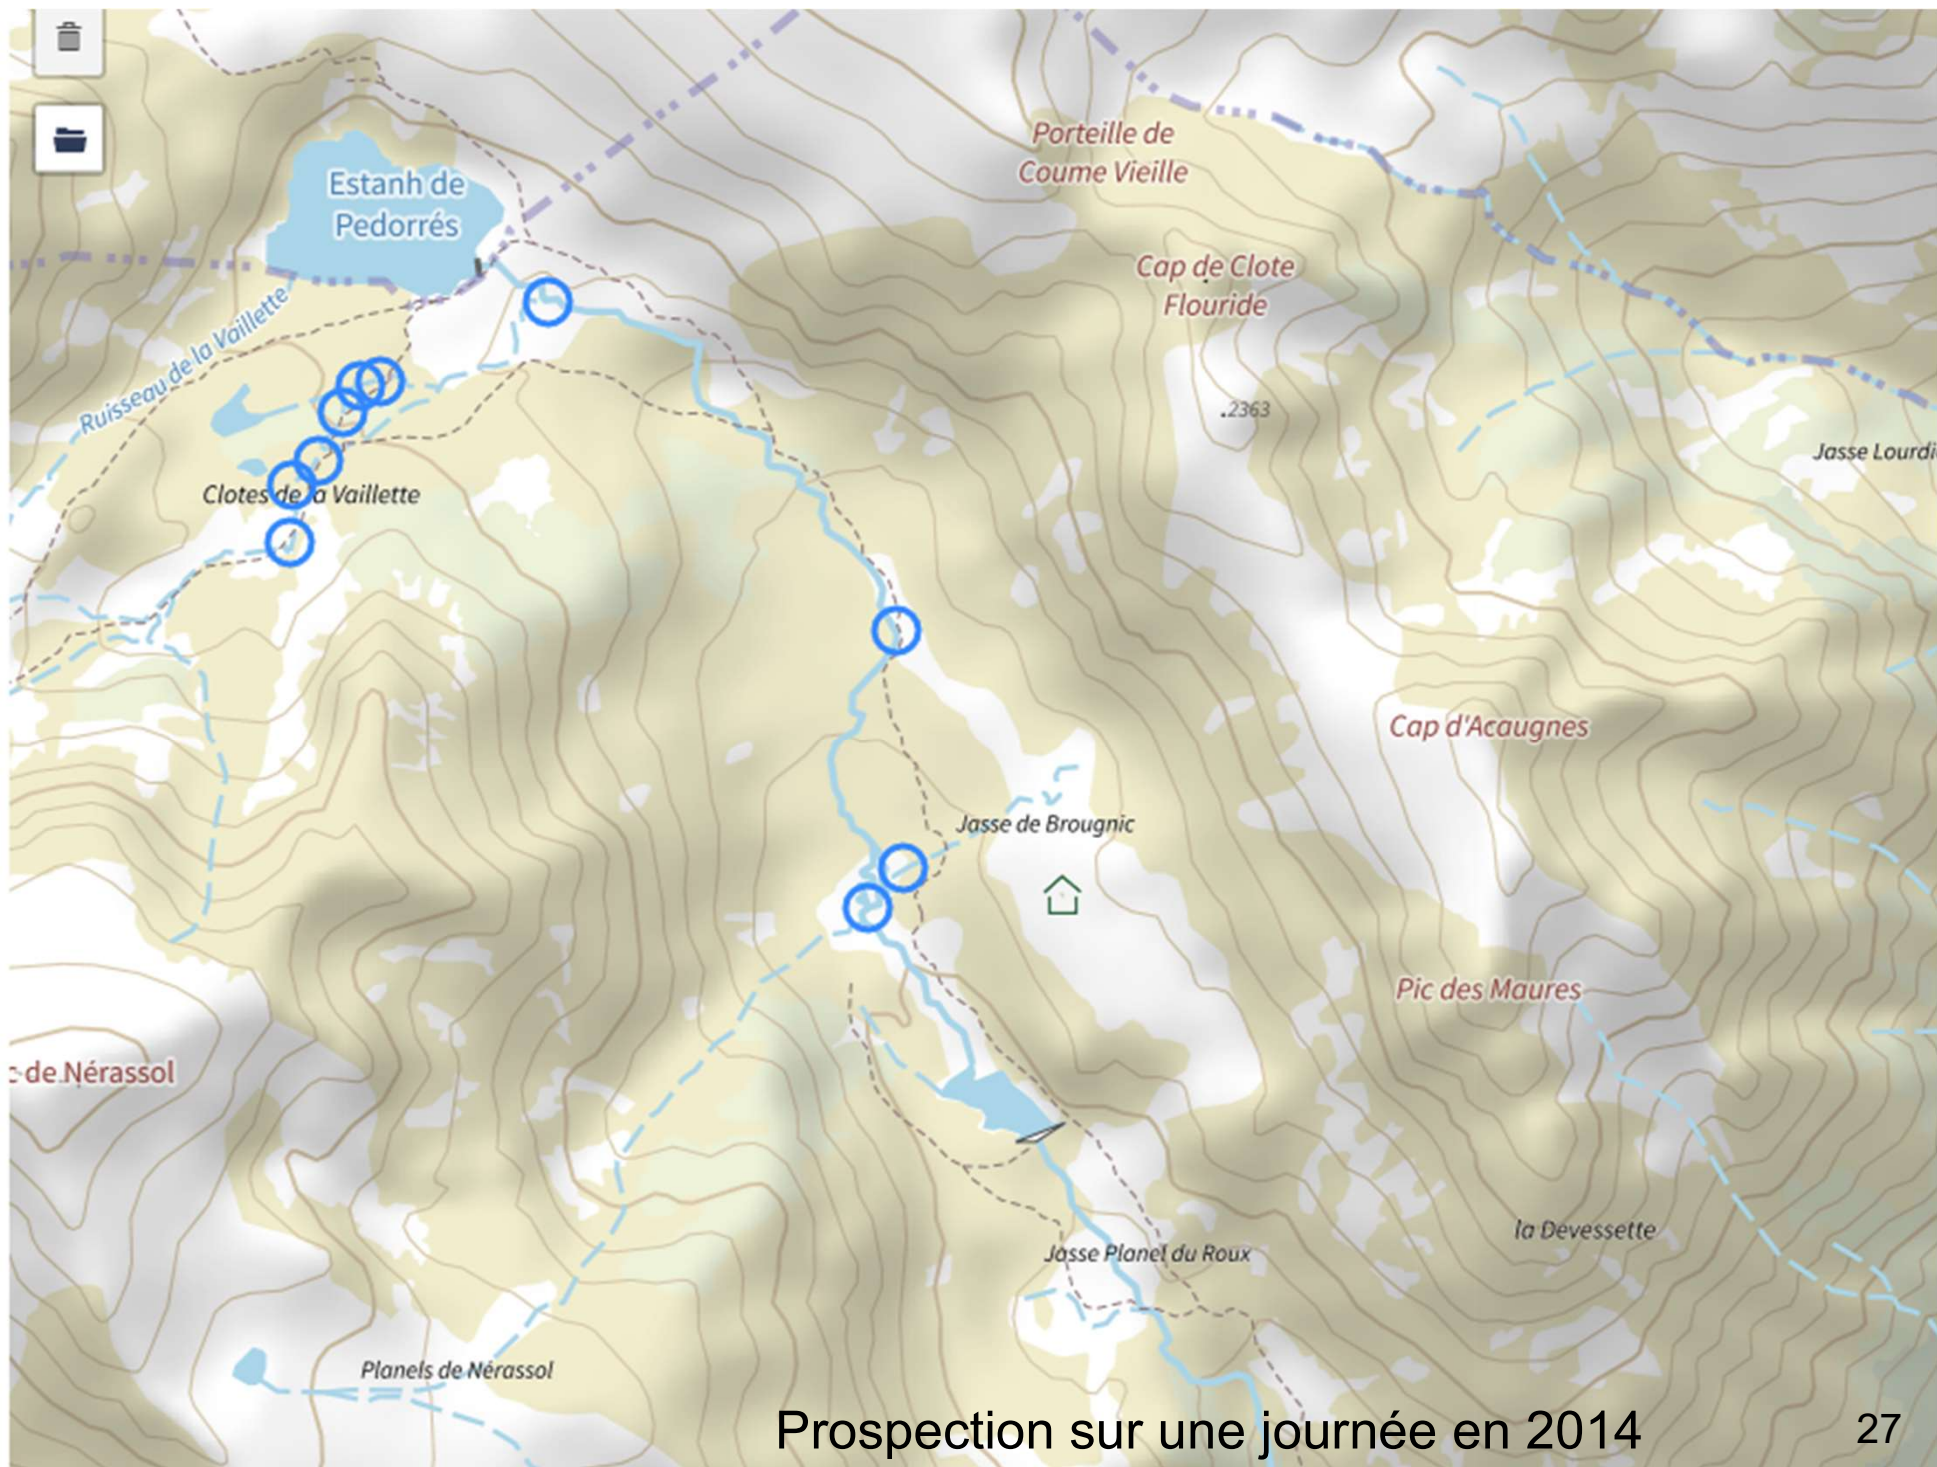 Porteille de
Coume Vieille
Estanh de
Pedorrés
Cap de Clote
Flouride
Ruisseau de la Vaillette
.2363
Jasse Lourdi
Clotes de la Vaillette
Cap d'Acaugnes
Jasse de Brougnic
Pic des Maures
c de Nérassol
la Devessette
Jasse Planel du Roux
Planels de Nérassol
Prospection sur une journée en 2014
27